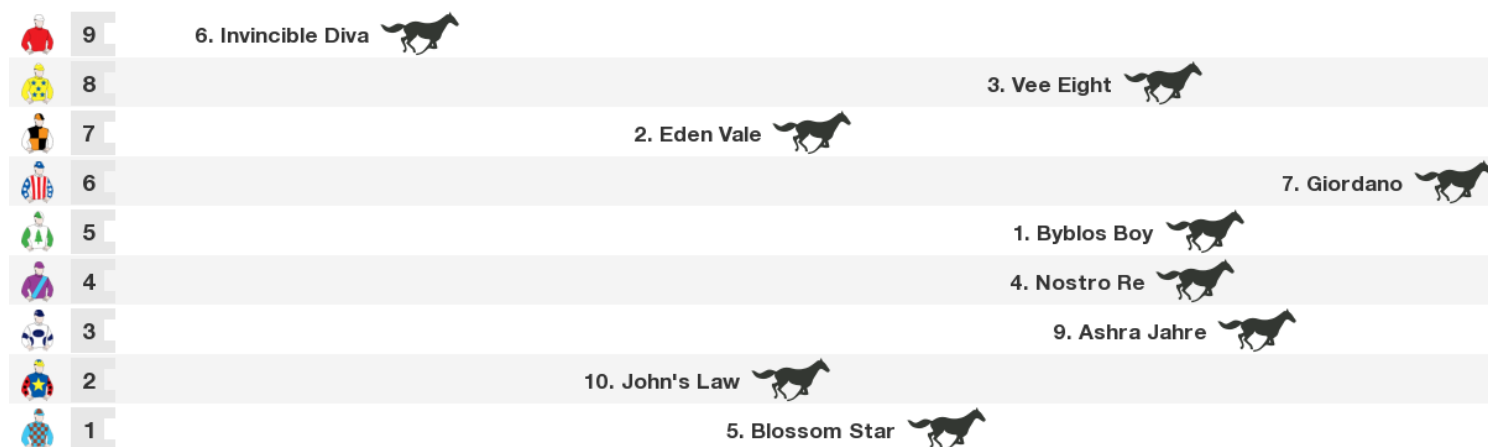 9 6. Invincible Diva
8 3. Vee Eight
7 2. Eden Vale
6 7. Giordano
5 1. Byblos Boy
4 4. Nostro Re
3 9. Ashra Jahre
2 10. John's Law
1 5. Blossom Star